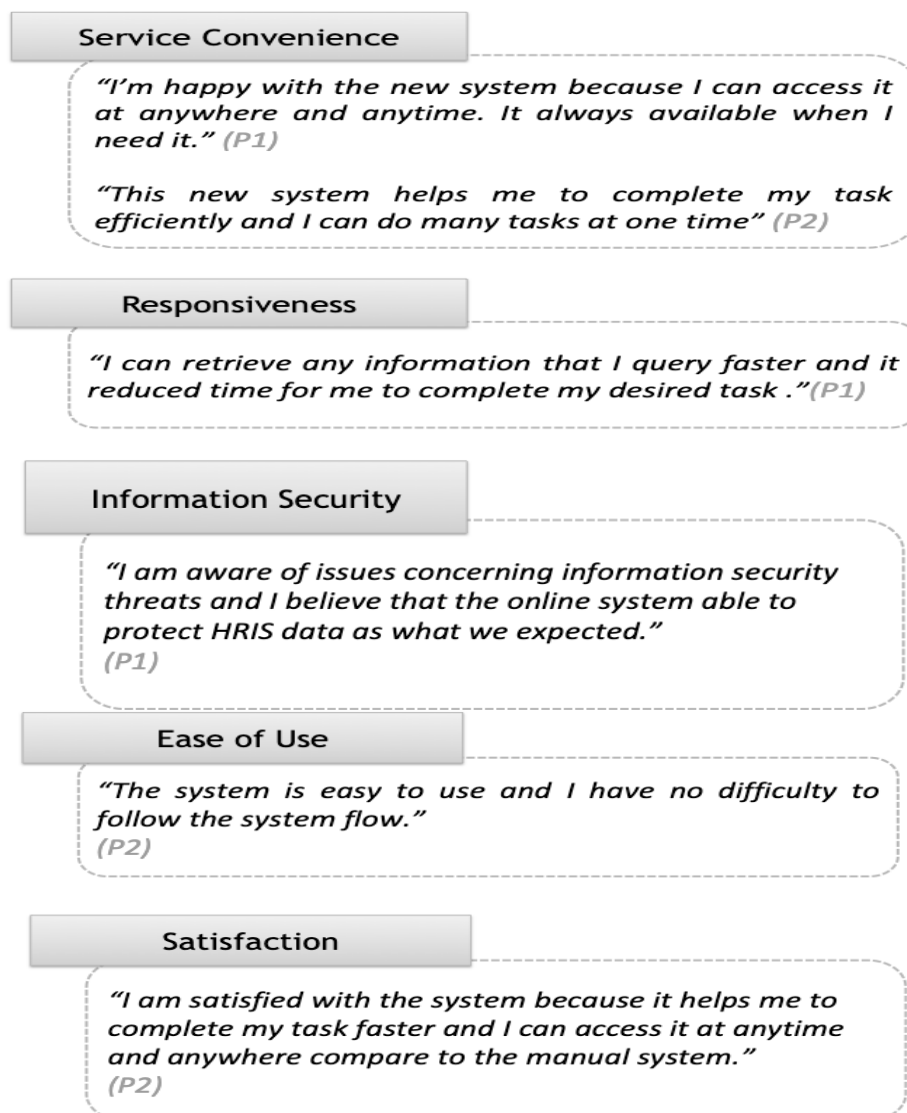 Service Convenience
“I’m happy with the new system because I can access it
at anywhere and anytime. It always available when I
need it.” (P1)
“This new system helps me to complete my task
efficiently and I can do many tasks at one time” (P2)
Responsiveness
“I can retrieve any information that I query faster and it
reduced time for me to complete my desired task .”(P1)
Information Security
“I am aware of issues concerning information security
threats and I believe that the online system able to
protect HRIS data as what we expected.”
(P1)
Ease of Use
“The system is easy to use and I have no difficulty to
follow the system flow.”
(P2)
Satisfaction
“I am satisfied with the system because it helps me to
complete my task faster and I can access it at anytime
and anywhere compare to the manual system.”
(P2)